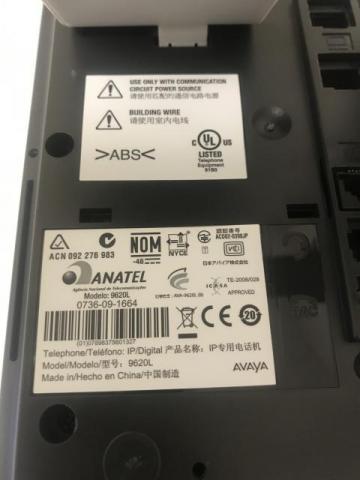 USE ONLY WITH COMMUNICATION
CIRCUIT POWER SOURCE
请使用匹配的通信电路电源
BUILDING WIRE
请使用室内电线
>ABS<
C UL US
LISTED
Telephone
Equipment
ACN 092 276 983
NOM
NYCE
ANATEL
Agência Nacional de Telecomunicações
Modelo: 9620L
0736-09-1664
日本アバイア株式会社
ICASA
TE-2008/028
APPROVED
20
Telephone/Teléfono: IP/Digital 产品名称: IP专用电话机
Model/Modelo/型号: 9620L
Made in/Hecho en China/中国制造
AVAYA